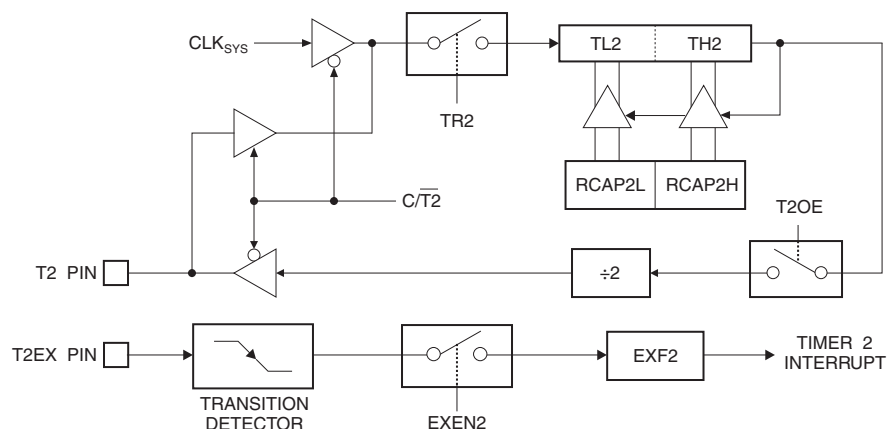 CLKSYS
TL2 TH2
TR2
RCAP2L RCAP2H
C/T2
T2OE
T2 PIN
÷2
T2EX PIN
EXF2
TIMER 2
INTERRUPT
TRANSITION
DETECTOR
EXEN2